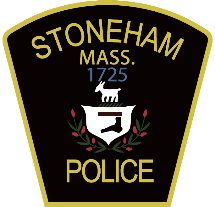 STONEHAM
MASS.
1725
POLICE